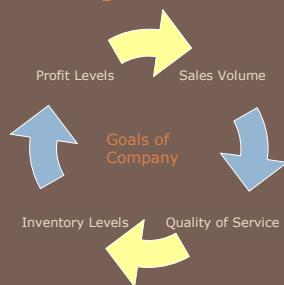 Profit Levels
Sales Volume
Goals of
Company
Inventory Levels
Quality of Service